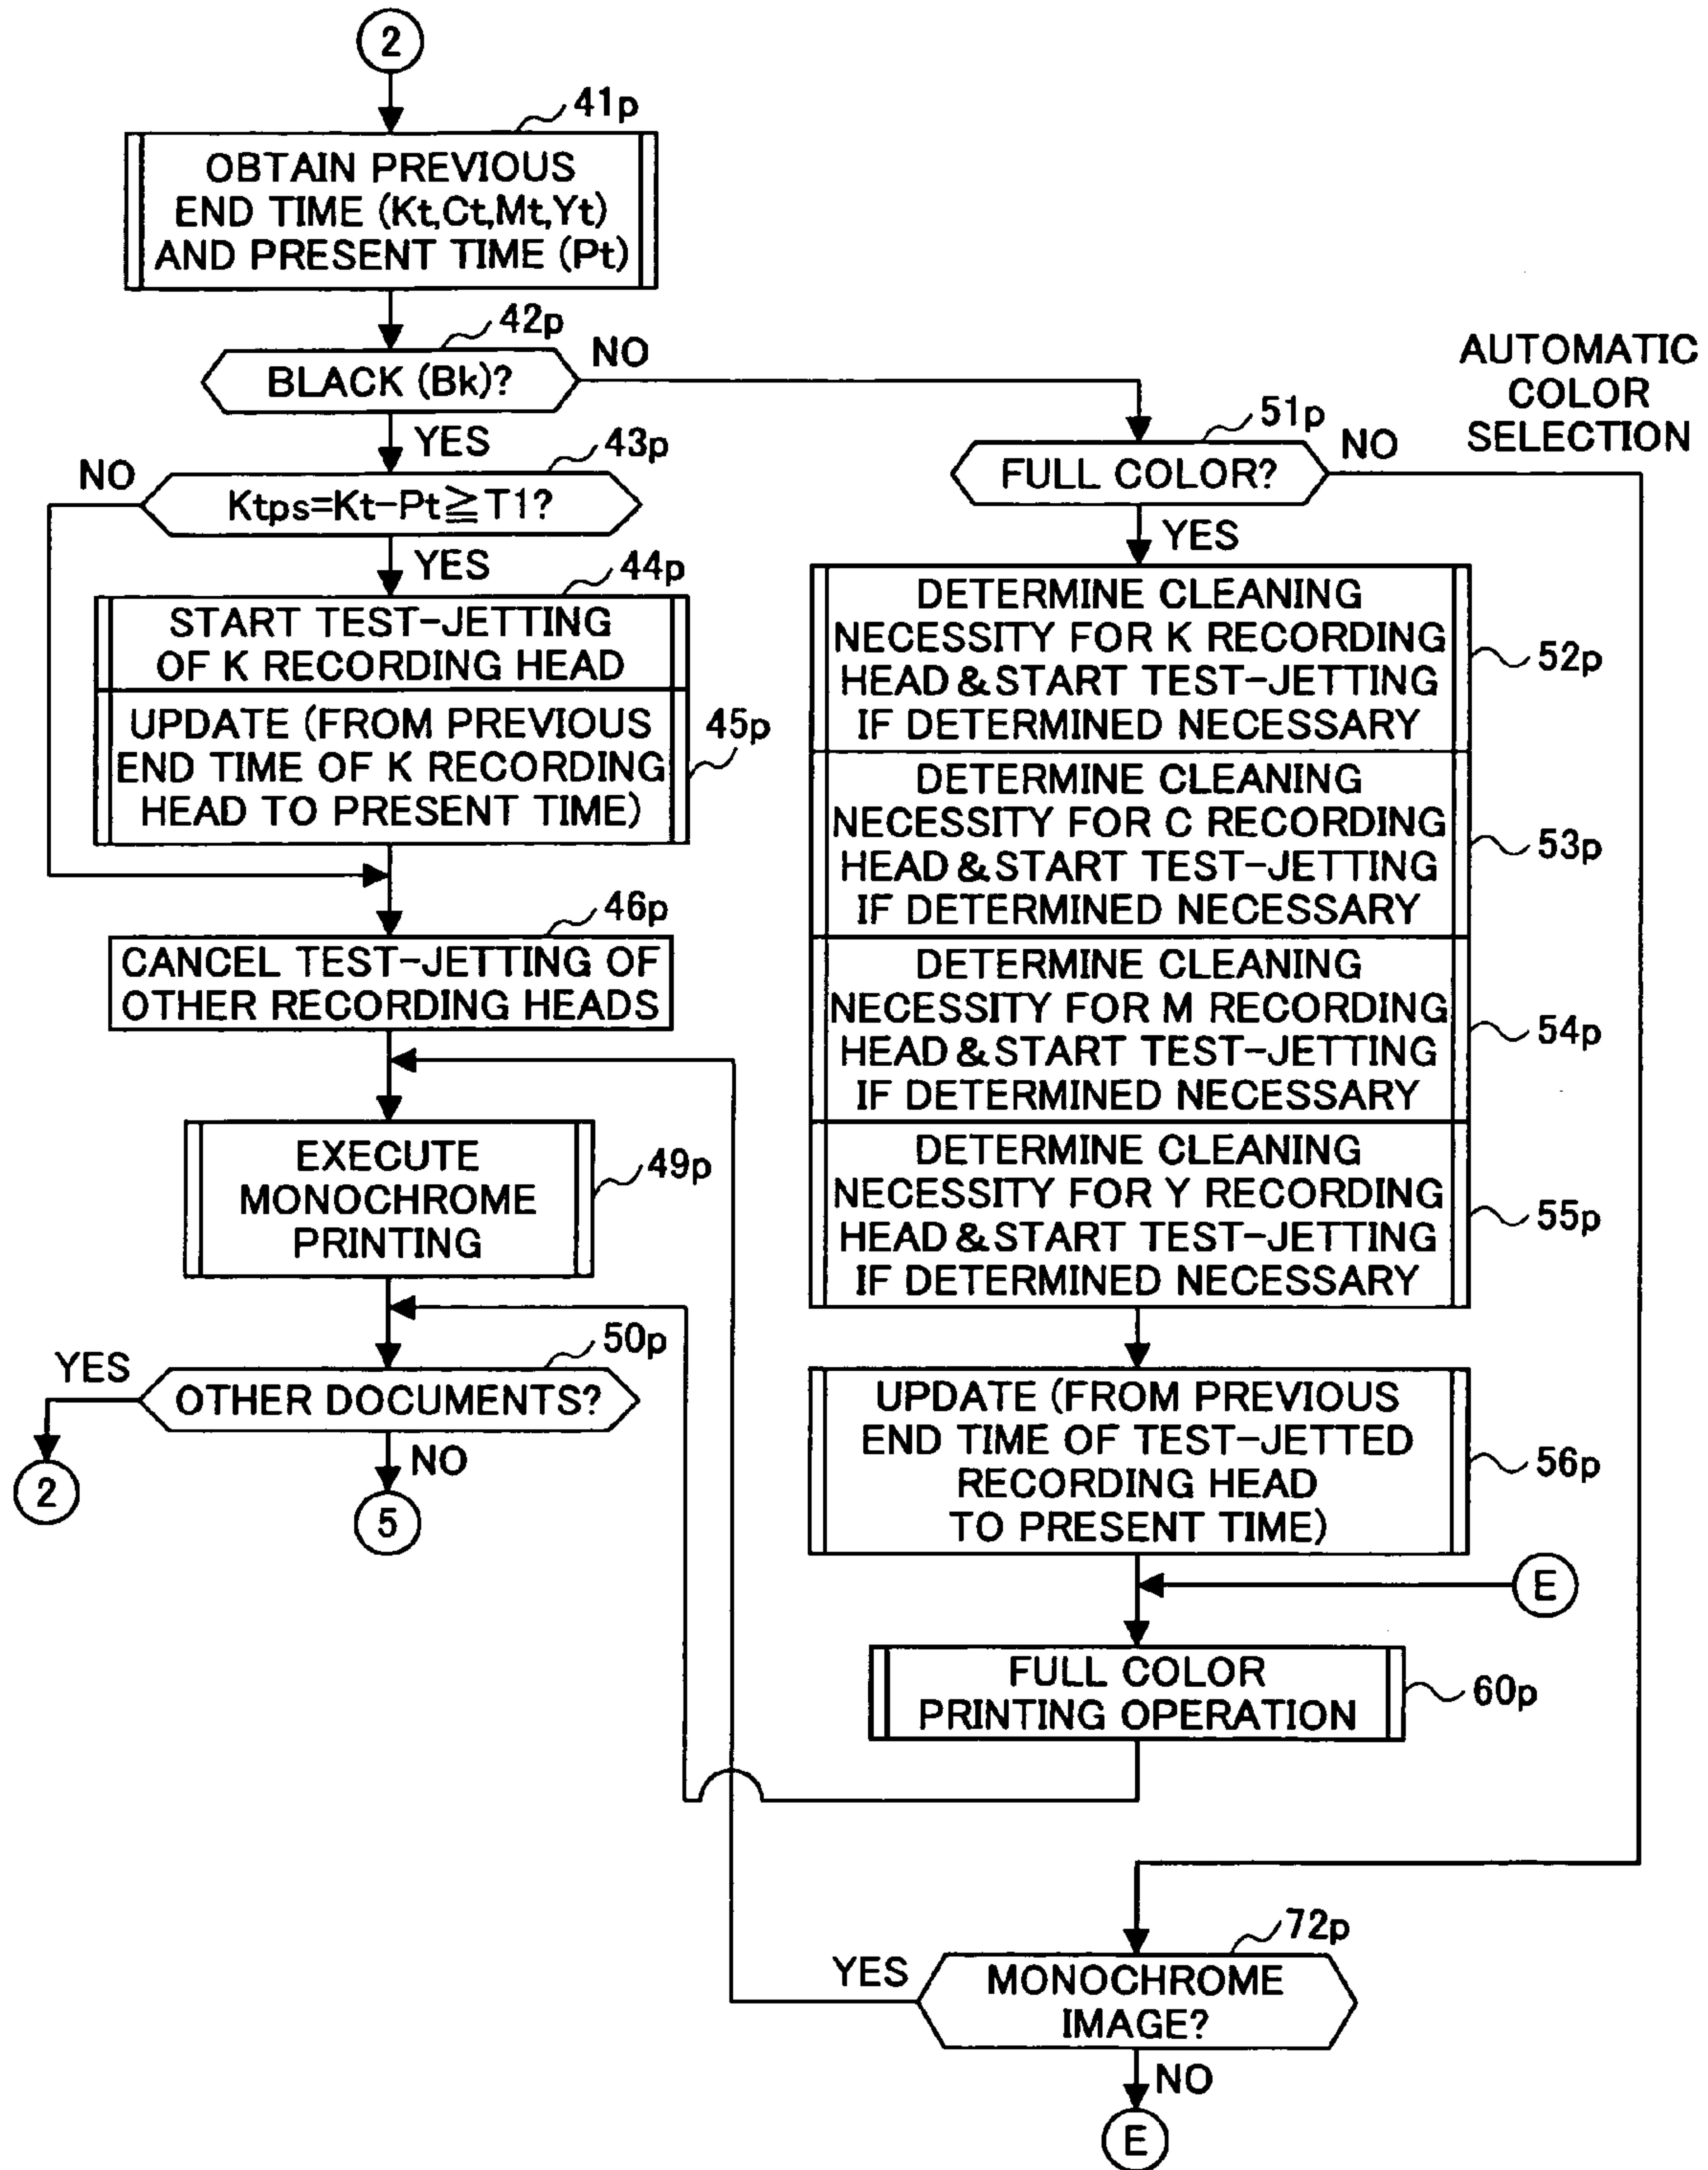 2
41p
OBTAIN PREVIOUS
END TIME (Kt,Ct,Mt,Yt)
AND PRESENT TIME (Pt)
42p
BLACK (Bk)?
NO
YES
43p
NO
Ktps=Kt-Pt≧T1?
YES
44p
START TEST-JETTING
OF K RECORDING HEAD
UPDATE (FROM PREVIOUS
END TIME OF K RECORDING
HEAD TO PRESENT TIME)
45p
46p
CANCEL TEST-JETTING OF
OTHER RECORDING HEADS
EXECUTE
MONOCHROME
PRINTING
49p
50p
YES
OTHER DOCUMENTS?
NO
2
5
AUTOMATIC
COLOR
SELECTION
51p
FULL COLOR?
NO
YES
DETERMINE CLEANING
NECESSITY FOR K RECORDING
HEAD & START TEST-JETTING
IF DETERMINED NECESSARY
52p
DETERMINE CLEANING
NECESSITY FOR C RECORDING
HEAD & START TEST-JETTING
IF DETERMINED NECESSARY
53p
DETERMINE CLEANING
NECESSITY FOR M RECORDING
HEAD & START TEST-JETTING
IF DETERMINED NECESSARY
54p
DETERMINE CLEANING
NECESSITY FOR Y RECORDING
HEAD & START TEST-JETTING
IF DETERMINED NECESSARY
55p
UPDATE (FROM PREVIOUS
END TIME OF TEST-JETTED
RECORDING HEAD
TO PRESENT TIME)
56p
E
FULL COLOR
PRINTING OPERATION
60p
72p
YES
MONOCHROME
IMAGE?
NO
E